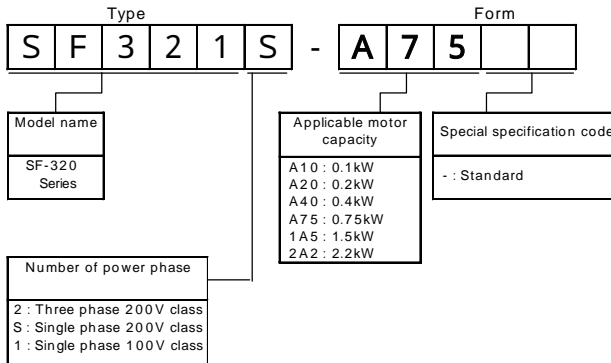 Type Form
S F 3 2 1 S - A 7 5
Model name
SF-320
Series
Applicable motor
capacity
A10 : 0.1kW
A20 : 0.2kW
A40 : 0.4kW
A75 : 0.75kW
1A5 : 1.5kW
2A2 : 2.2kW
Special specification code
- : Standard
Number of power phase
2 : Three phase 200V class
S : Single phase 200V class
1 : Single phase 100V class